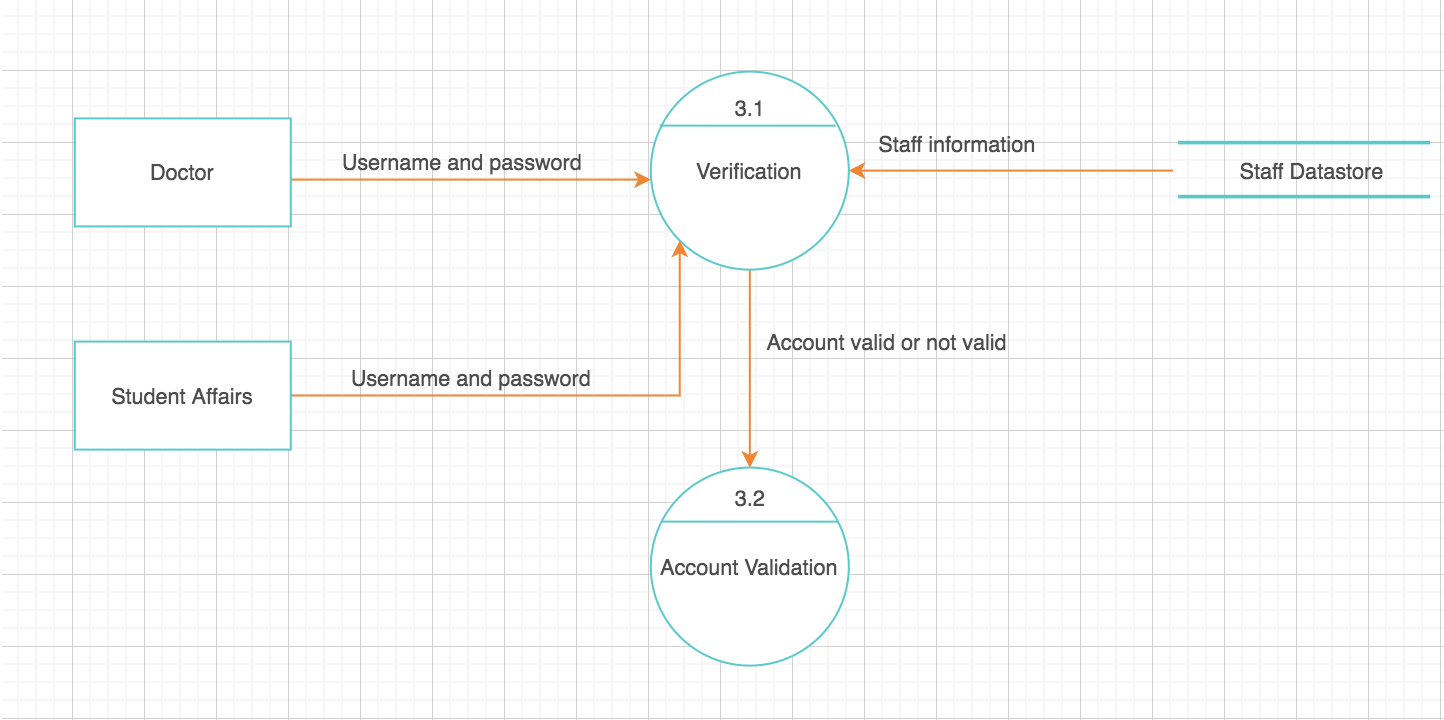 3.1
Doctor
Username and password
Verification
Staff information
Staff Datastore
Student Affairs
Username and password
Account valid or not valid
3.2
Account Validation